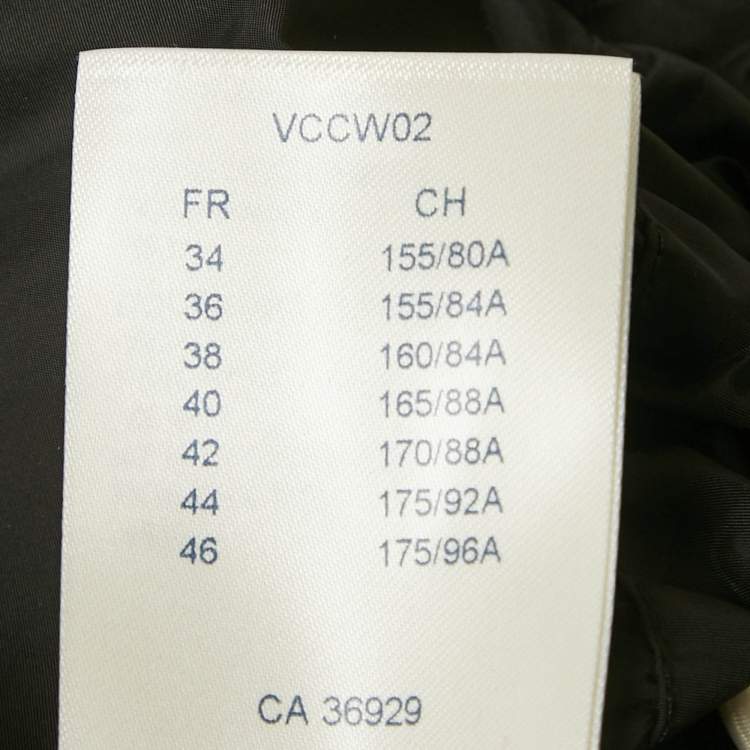 VCCW02
FR CH
34 155/80A
36 155/84A
38 160/84A
40 165/88A
42 170/88A
44 175/92A
46 175/96A
CA 36929